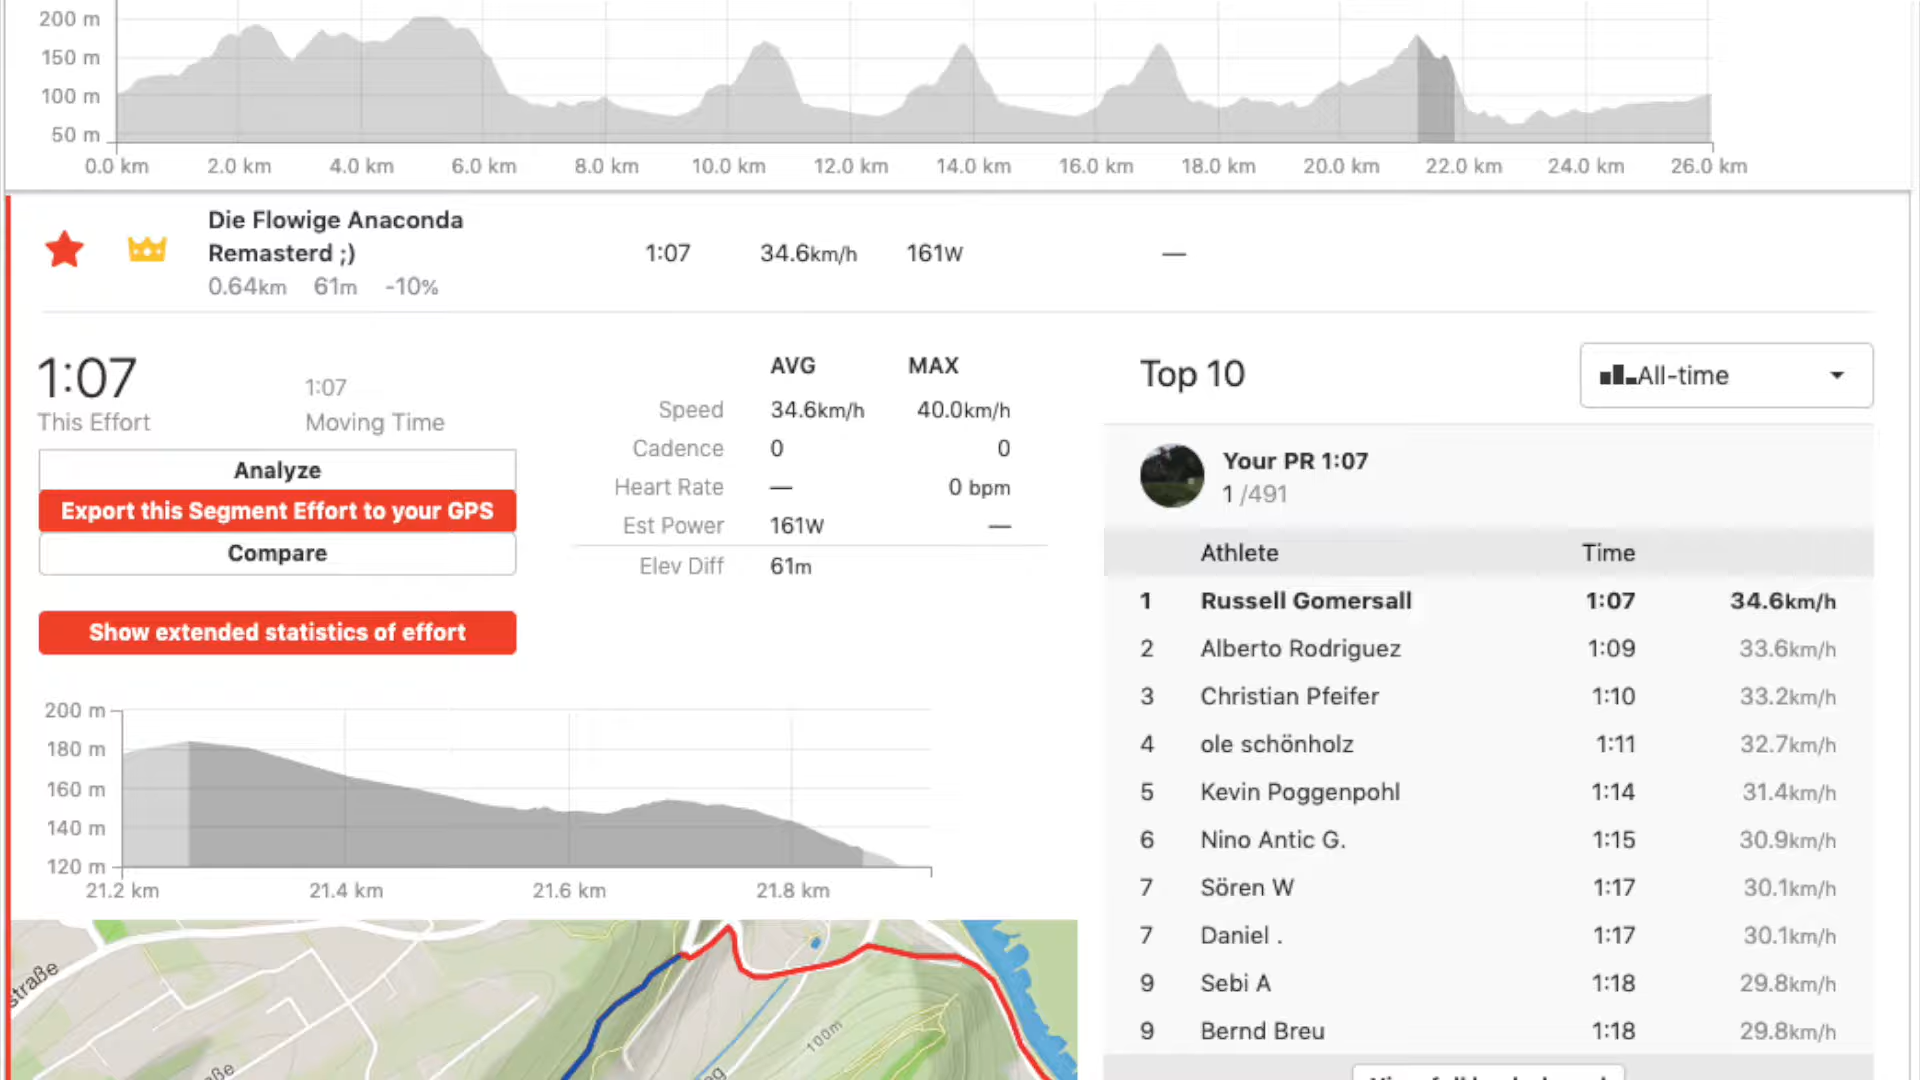 200 m
150 m
100 m
50 m
0.0 km 2.0 km 4.0 km 6.0 km 8.0 km 10.0 km 12.0 km 14.0 km 16.0 km 18.0 km 20.0 km 22.0 km 24.0 km 26.0 km
Die Flowige Anaconda
Remasterd ;)
0.64km 61m -10%
1:07 34.6km/h 161W —
1:07
This Effort
1:07
Moving Time
Analyze
Export this Segment Effort to your GPS
Compare
Show extended statistics of effort
AVG MAX
Speed 34.6km/h 40.0km/h
Cadence 0 0
Heart Rate — 0 bpm
Est Power 161W —
Elev Diff 61m
200 m
180 m
160 m
140 m
120 m
21.2 km 21.4 km 21.6 km 21.8 km
straße
100m
Top 10
All-time
Your PR 1:07
1 /491
Athlete Time
1 Russell Gomersall 1:07 34.6km/h
2 Alberto Rodriguez 1:09 33.6km/h
3 Christian Pfeifer 1:10 33.2km/h
4 ole schönholz 1:11 32.7km/h
5 Kevin Poggenpohl 1:14 31.4km/h
6 Nino Antic G. 1:15 30.9km/h
7 Sören W 1:17 30.1km/h
7 Daniel . 1:17 30.1km/h
9 Sebi A 1:18 29.8km/h
9 Bernd Breu 1:18 29.8km/h